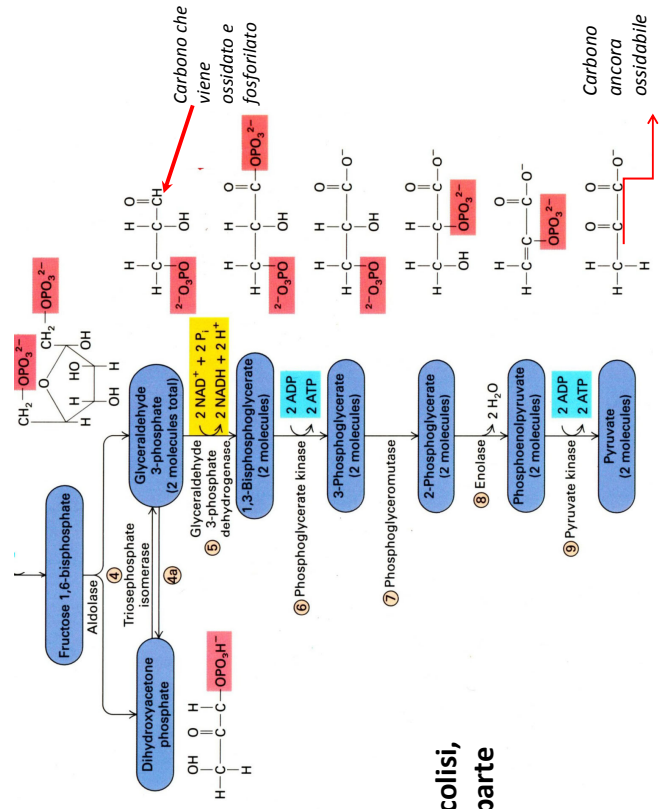 Fructose 1,6-bisphosphate
Aldolase
④
Dihydroxyacetone
phosphate
Triosephosphate
isomerase
4a
Glyceraldehyde
3-phosphate
(2 molecules total)
⑤
Glyceraldehyde
3-phosphate
dehydrogenase
2 NAD⁺ + 2 Pi
2 NADH + 2 H⁺
1,3-Bisphosphoglycerate
(2 molecules)
⑥ Phosphoglycerate kinase
2 ADP
2 ATP
3-Phosphoglycerate
(2 molecules)
⑦ Phosphoglyceromutase
2-Phosphoglycerate
(2 molecules)
⑧ Enolase
2 H₂O
Phosphoenolpyruvate
(2 molecules)
⑨ Pyruvate kinase
2 ADP
2 ATP
Pyruvate
(2 molecules)
Carbono che
viene
ossidato e
fosforilato
Carbono
ancora
ossidabile
colisi,
parte